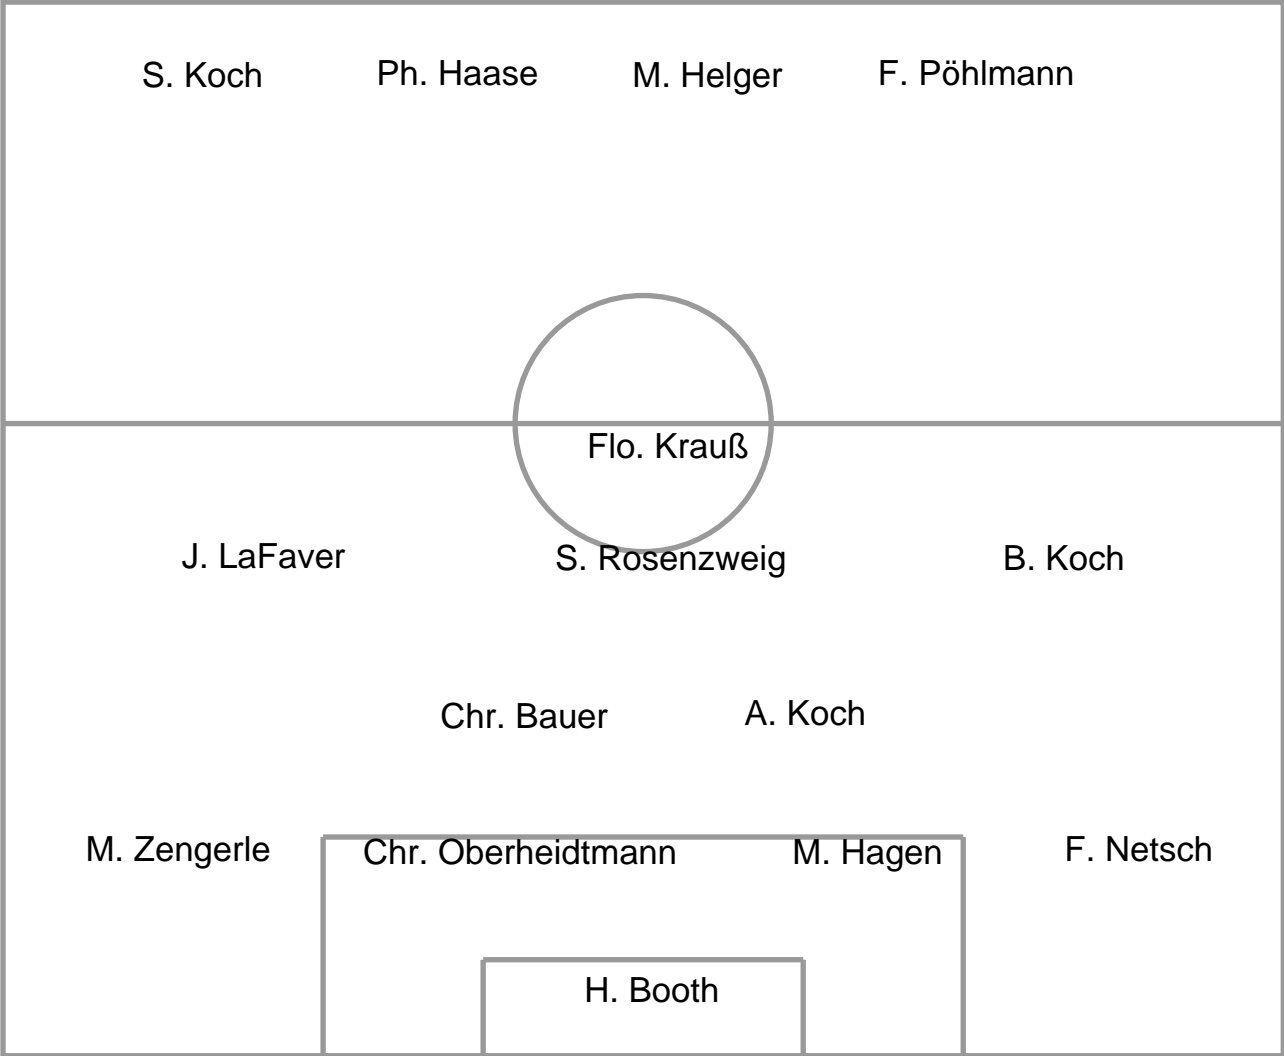 S. Koch Ph. Haase M. Helger F. Pöhlmann
Flo. Krauß
J. LaFaver S. Rosenzweig B. Koch
Chr. Bauer A. Koch
M. Zengerle Chr. Oberheidtmann M. Hagen F. Netsch
H. Booth